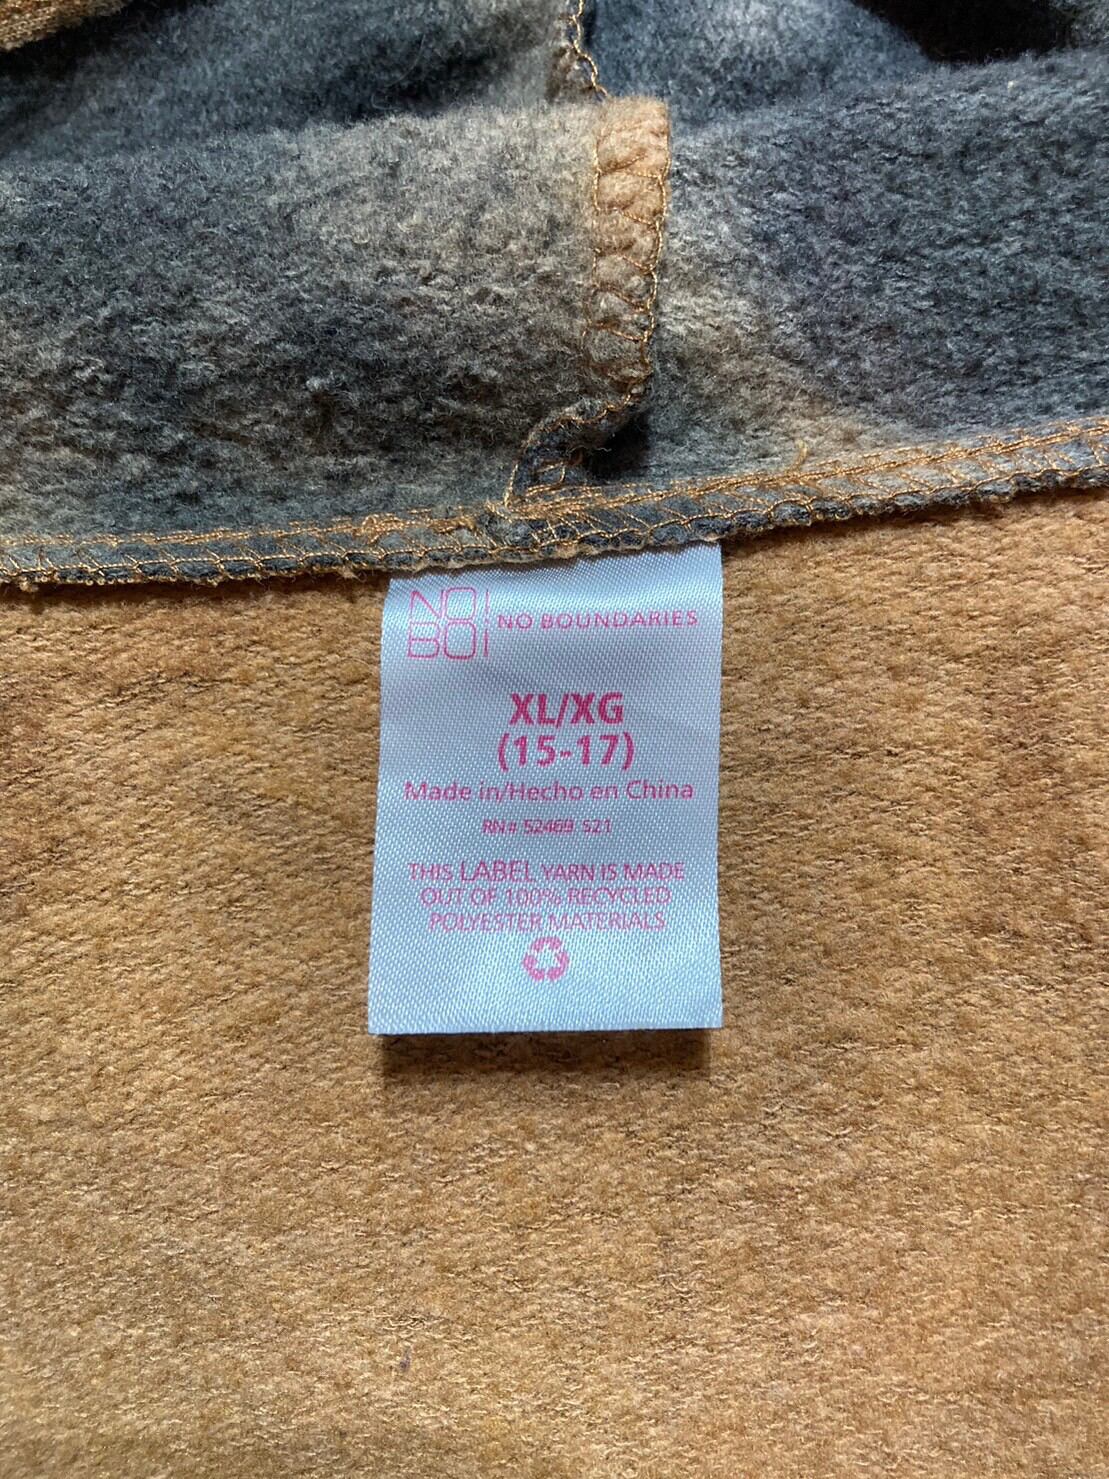 NO
BO
NO BOUNDARIES
XL/XG
(15-17)
Made in/Hecho en China
RN# 52469 S21
THIS LABEL YARN IS MADE
OUT OF 100% RECYCLED
POLYESTER MATERIALS